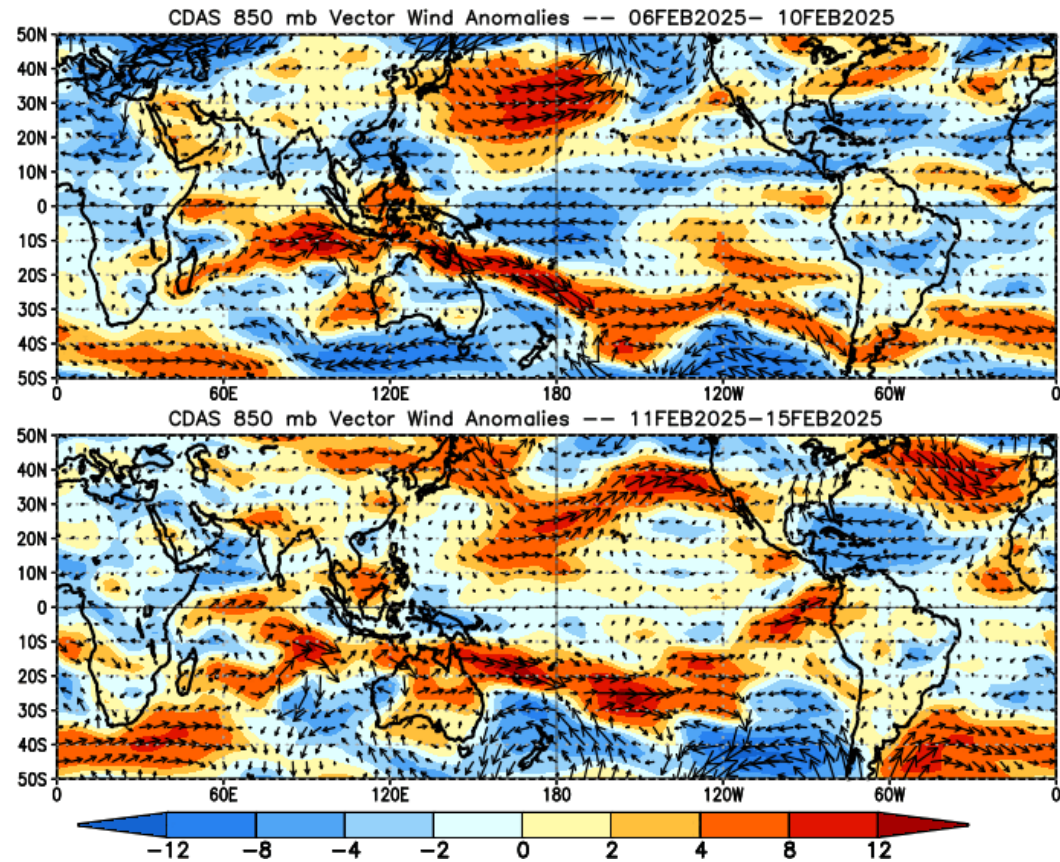 CDAS 850 mb Vector Wind Anomalies -- 06FEB2025- 10FEB2025
50N
40N
30N
20N
10N
0
10S
20S
30S
40S
50S
0 60E 120E 180 120W 60W 0
CDAS 850 mb Vector Wind Anomalies -- 11FEB2025-15FEB2025
50N
40N
30N
20N
10N
0
10S
20S
30S
40S
50S
0 60E 120E 180 120W 60W 0
-12 -8 -4 -2 0 2 4 8 12